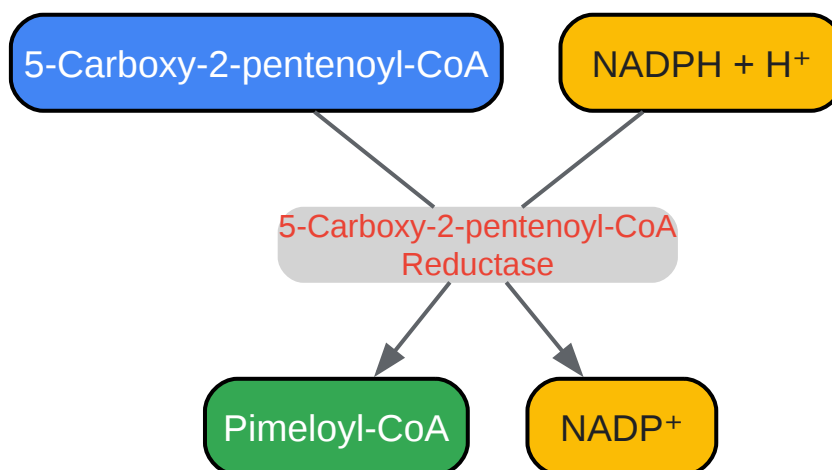 5-Carboxy-2-pentenoyl-CoA
NADPH + H⁺
5-Carboxy-2-pentenoyl-CoA
Reductase
Pimeloyl-CoA
NADP⁺